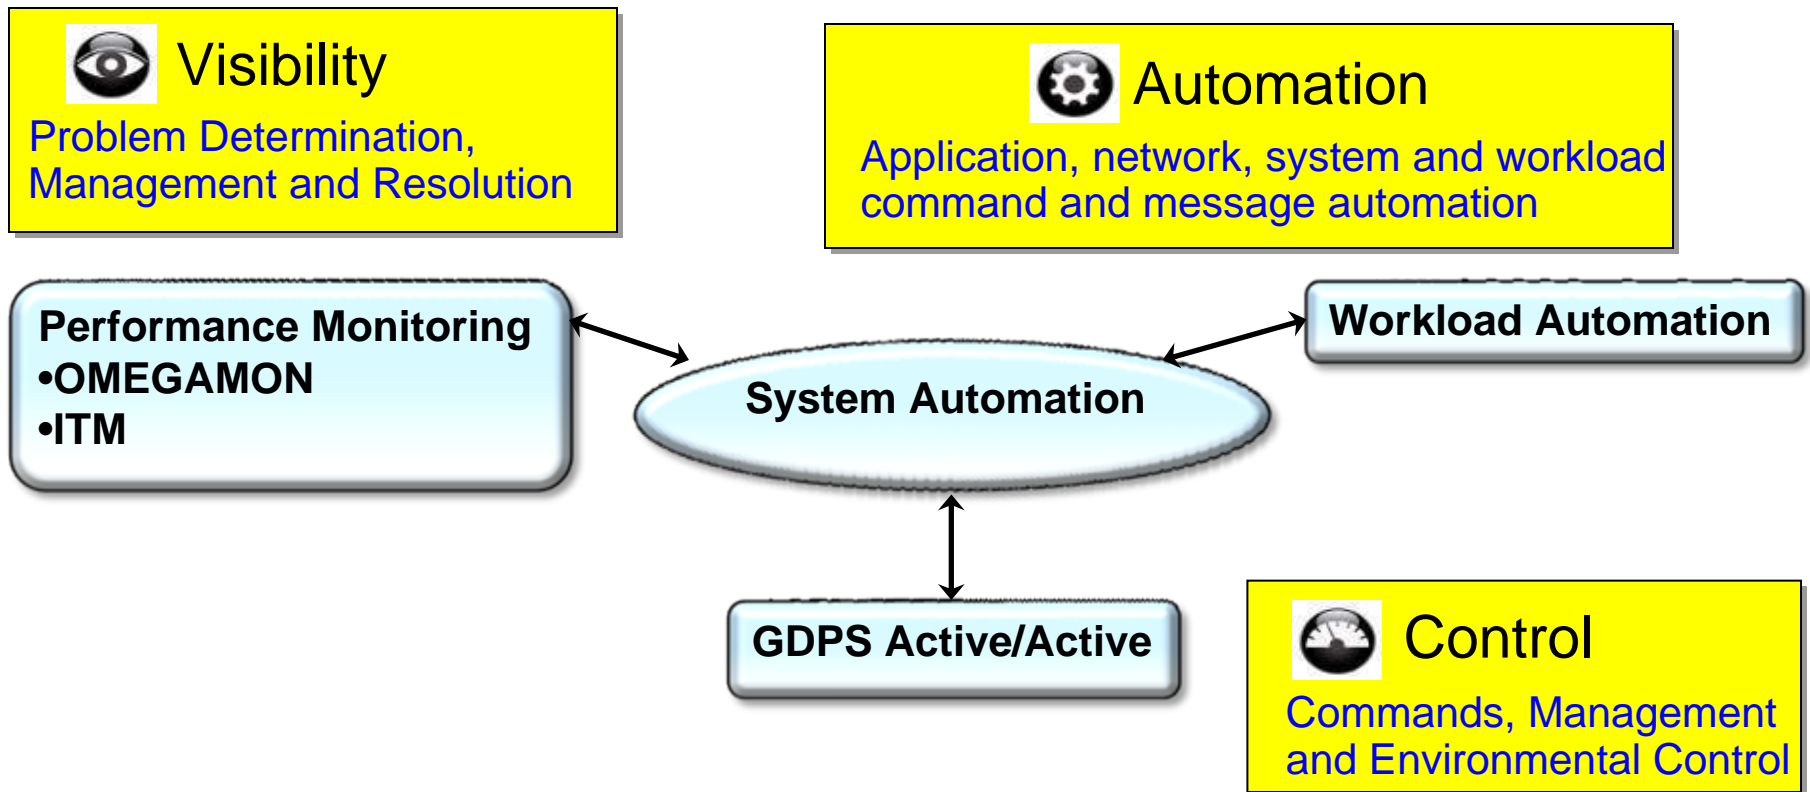 Visibility
Problem Determination,
Management and Resolution
Automation
Application, network, system and workload
command and message automation
Performance Monitoring
•OMEGAMON
•ITM
System Automation
Workload Automation
GDPS Active/Active
Control
Commands, Management
and Environmental Control